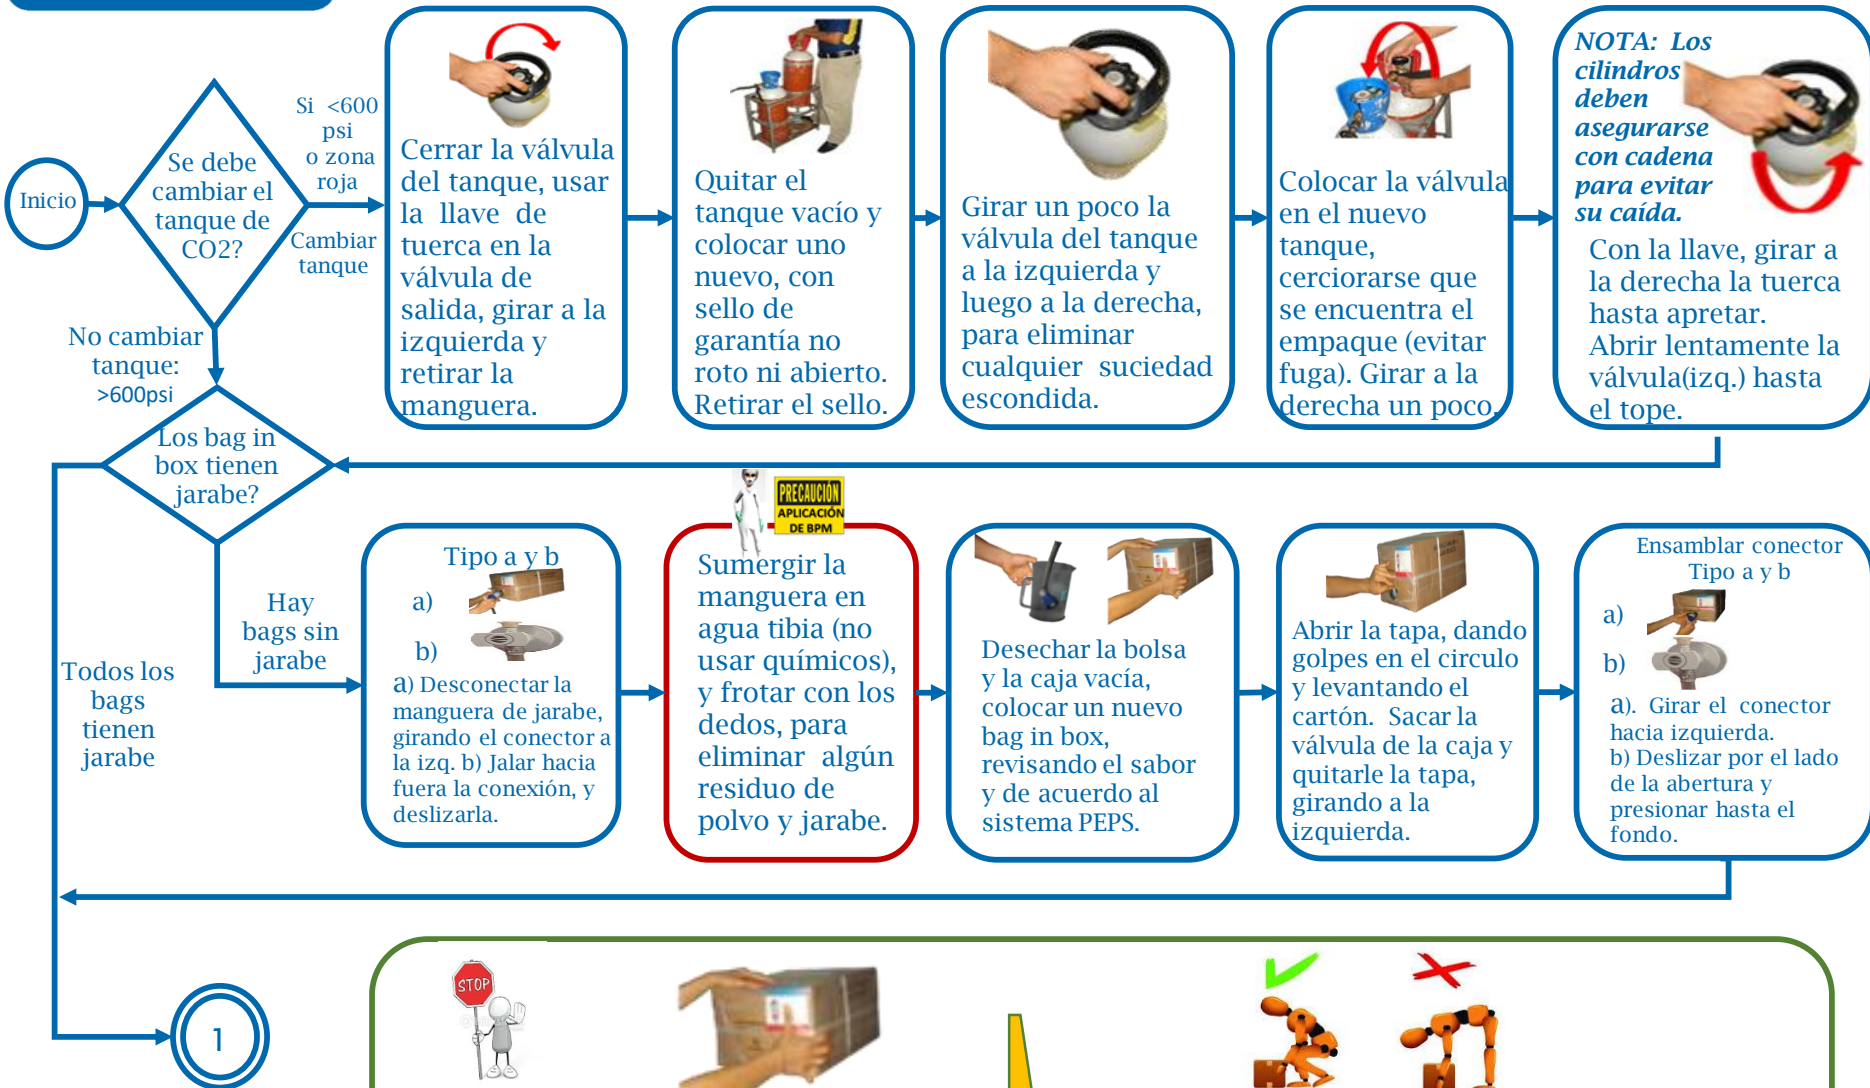 Inicio
Se debe
cambiar el
tanque de
CO2?
Si <600
psi
o zona
roja
Cambiar
tanque
Cerrar la válvula
del tanque, usar
la llave de
tuerca en la
válvula de
salida, girar a la
izquierda y
retirar la
manguera.
Quitar el
tanque vacío y
colocar uno
nuevo, con
sello de
garantía no
roto ni abierto.
Retirar el sello.
Girar un poco la
válvula del tanque
a la izquierda y
luego a la derecha,
para eliminar
cualquier suciedad
escondida.
Colocar la válvula
en el nuevo
tanque,
cerciorarse que
se encuentra el
empaque (evitar
fuga). Girar a la
derecha un poco.
NOTA: Los
cilindros
deben
asegurarse
con cadena
para evitar
su caída.
Con la llave, girar a
la derecha la tuerca
hasta apretar.
Abrir lentamente la
válvula(izq.) hasta
el tope.
No cambiar
tanque:
>600psi
Los bag in
box tienen
jarabe?
Todos los
bags
tienen
jarabe
Hay
bags sin
jarabe
Tipo a y b
a)
b)
a) Desconectar la
manguera de jarabe,
girando el conector a
la izq. b) Jalar hacia
fuera la conexión, y
deslizarla.
PRECAUCIÓN
APLICACIÓN
DE BPM
Sumergir la
manguera en
agua tibia (no
usar químicos),
y frotar con los
dedos, para
eliminar algún
residuo de
polvo y jarabe.
Desechar la bolsa
y la caja vacía,
colocar un nuevo
bag in box,
revisando el sabor
y de acuerdo al
sistema PEPS.
Abrir la tapa, dando
golpes en el circulo
y levantando el
cartón. Sacar la
válvula de la caja y
quitarle la tapa,
girando a la
izquierda.
Ensamblar conector
Tipo a y b
a)
b)
a). Girar el conector
hacia izquierda.
b) Deslizar por el lado
de la abertura y
presionar hasta el
fondo.
1
STOP